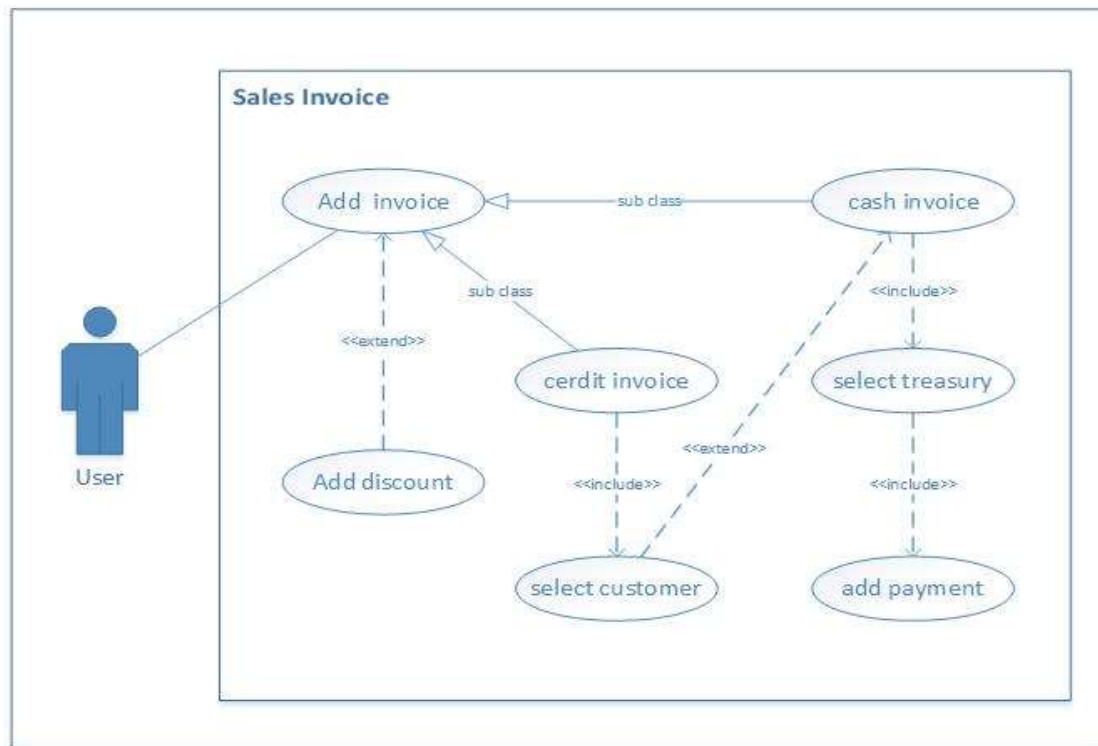 Sales Invoice
Add invoice
sub class
cash invoice
sub class
<<include>>
<<extend>>
cerdit invoice
select treasury
<<extend>>
User
Add discount
<<include>>
<<include>>
select customer
add payment